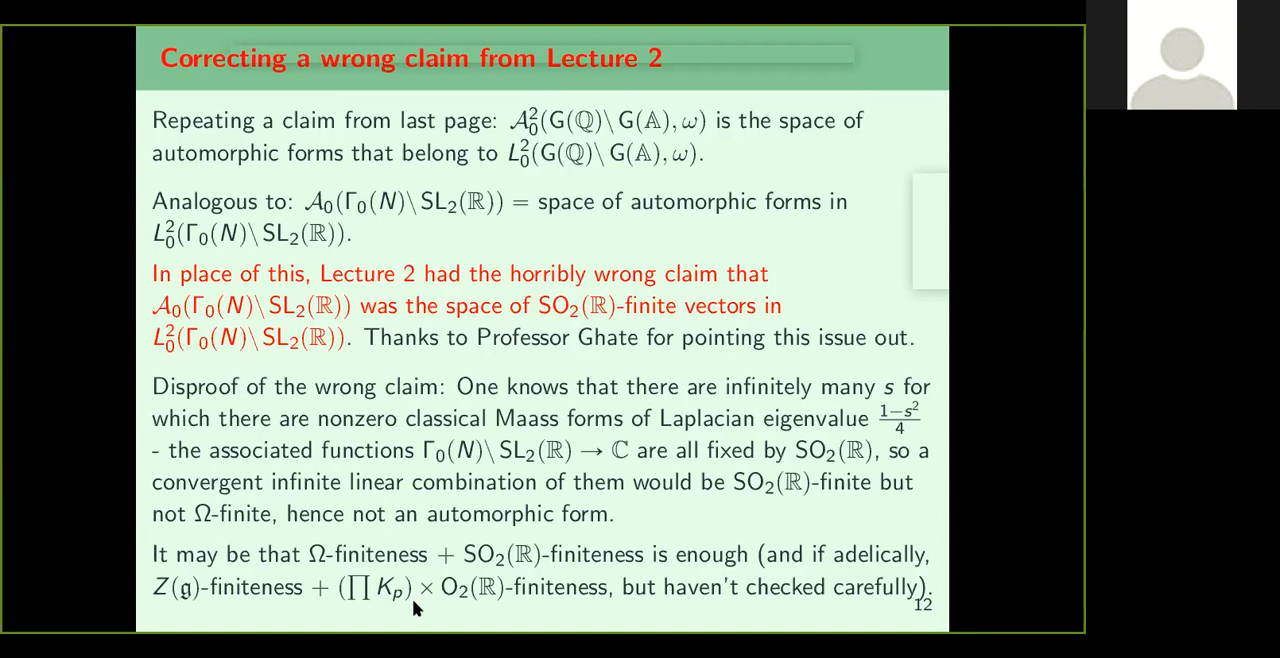 Correcting a wrong claim from Lecture 2
Repeating a claim from last page: 𝒜₀²(G(ℚ)\G(𝔸), ω) is the space of
automorphic forms that belong to L₀²(G(ℚ)\G(𝔸), ω).
Analogous to: 𝒜₀(Γ₀(N)\SL₂(ℝ)) = space of automorphic forms in
L₀²(Γ₀(N)\SL₂(ℝ)).
In place of this, Lecture 2 had the horribly wrong claim that
𝒜₀(Γ₀(N)\SL₂(ℝ)) was the space of SO₂(ℝ)-finite vectors in
L₀²(Γ₀(N)\SL₂(ℝ)). Thanks to Professor Ghate for pointing this issue out.
Disproof of the wrong claim: One knows that there are infinitely many s for
which there are nonzero classical Maass forms of Laplacian eigenvalue (1−s²)/4
- the associated functions Γ₀(N)\SL₂(ℝ) → ℂ are all fixed by SO₂(ℝ), so a
convergent infinite linear combination of them would be SO₂(ℝ)-finite but
not Ω-finite, hence not an automorphic form.
It may be that Ω-finiteness + SO₂(ℝ)-finiteness is enough (and if adelically,
Z(𝔤)-finiteness + (∏ Kₚ) × O₂(ℝ)-finiteness, but haven't checked carefully).
12